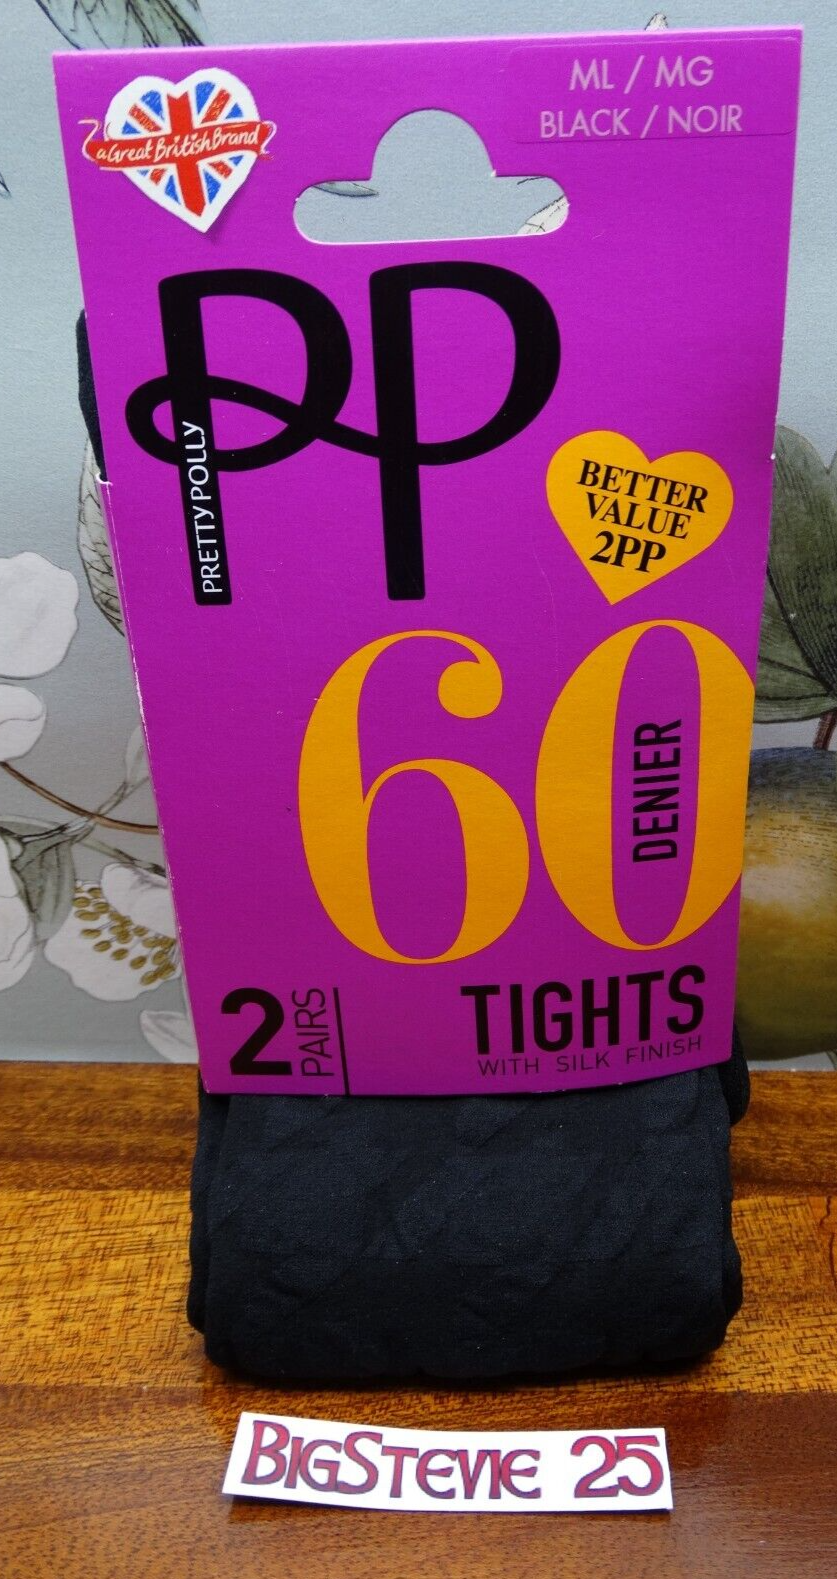 ML / MG
BLACK / NOIR
a Great British Brand
PP
PRETTY POLLY
BETTER
VALUE
2PP
60
DENIER
2
PAIRS
TIGHTS
WITH SILK FINISH
BIGSTEVIE 25